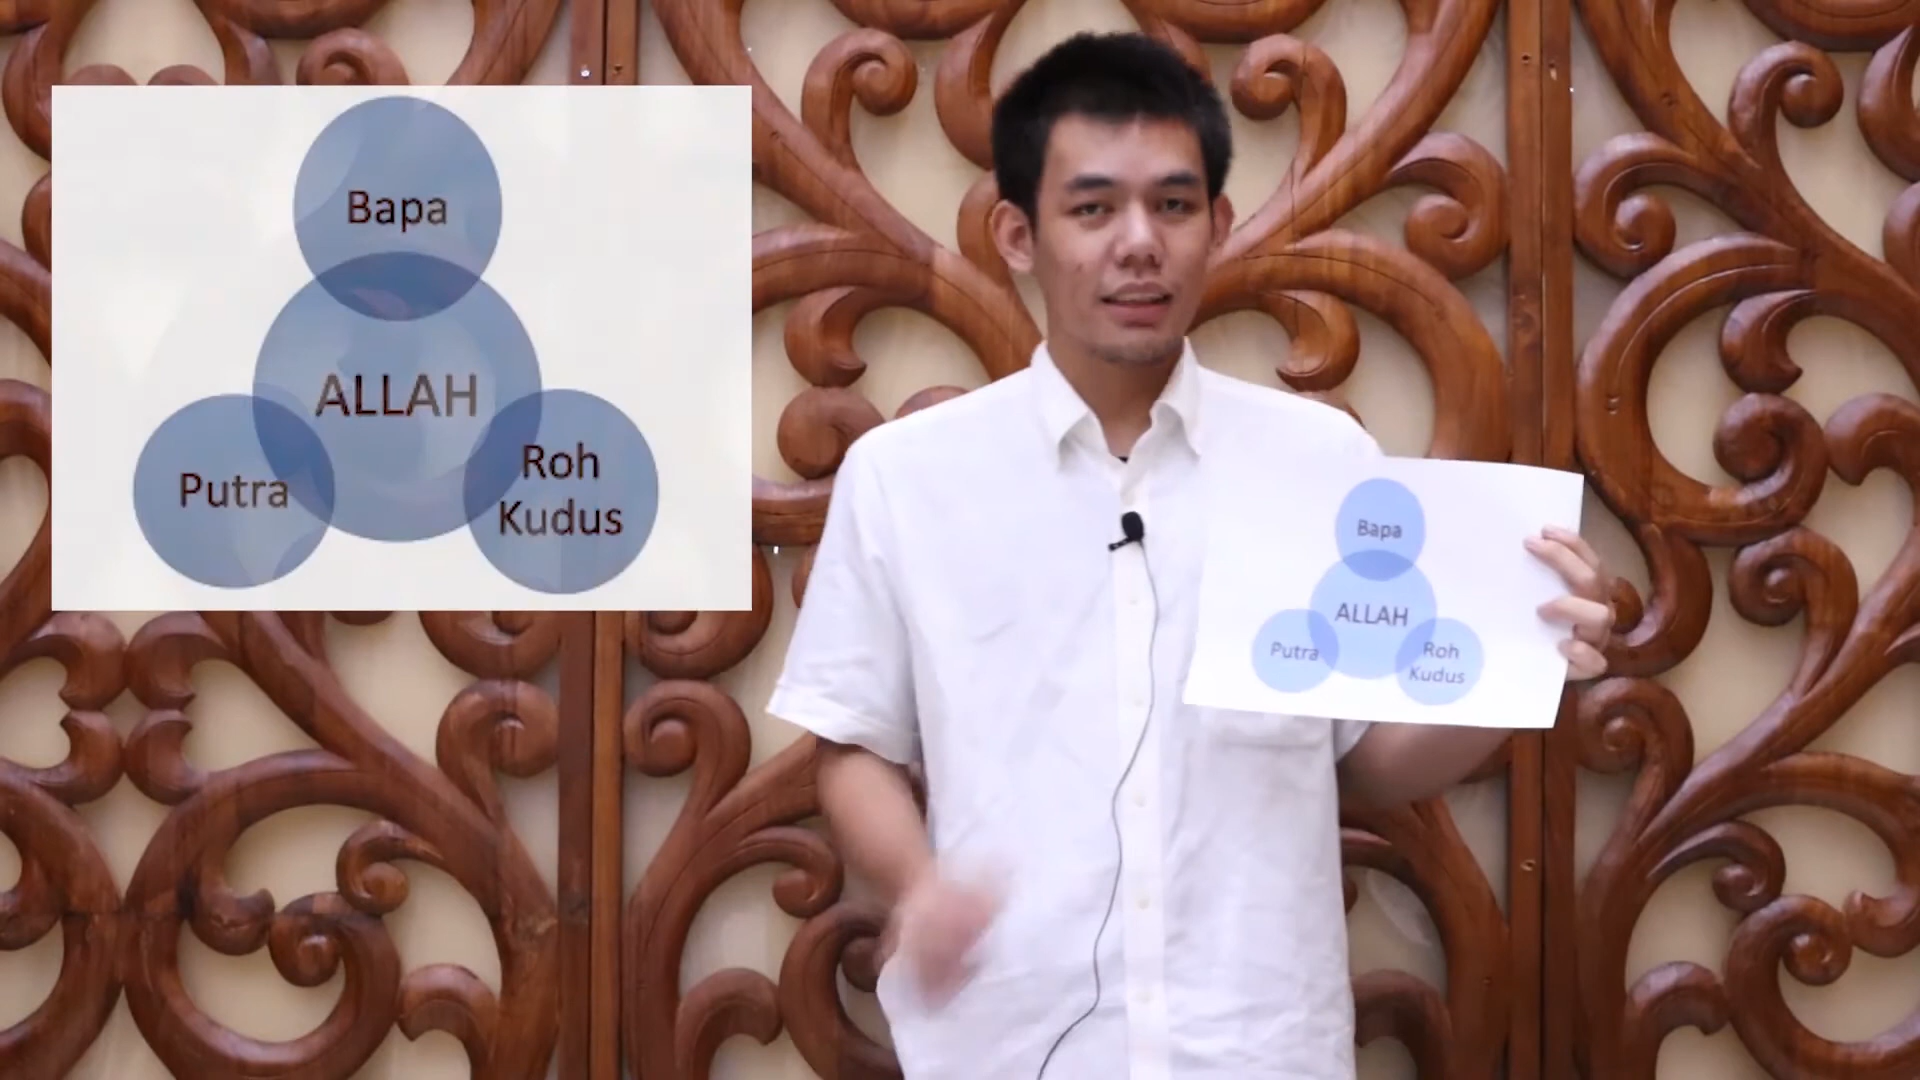 Bapa
ALLAH
Putra
Roh
Kudus
Bapa
ALLAH
Putra
Roh
Kudus